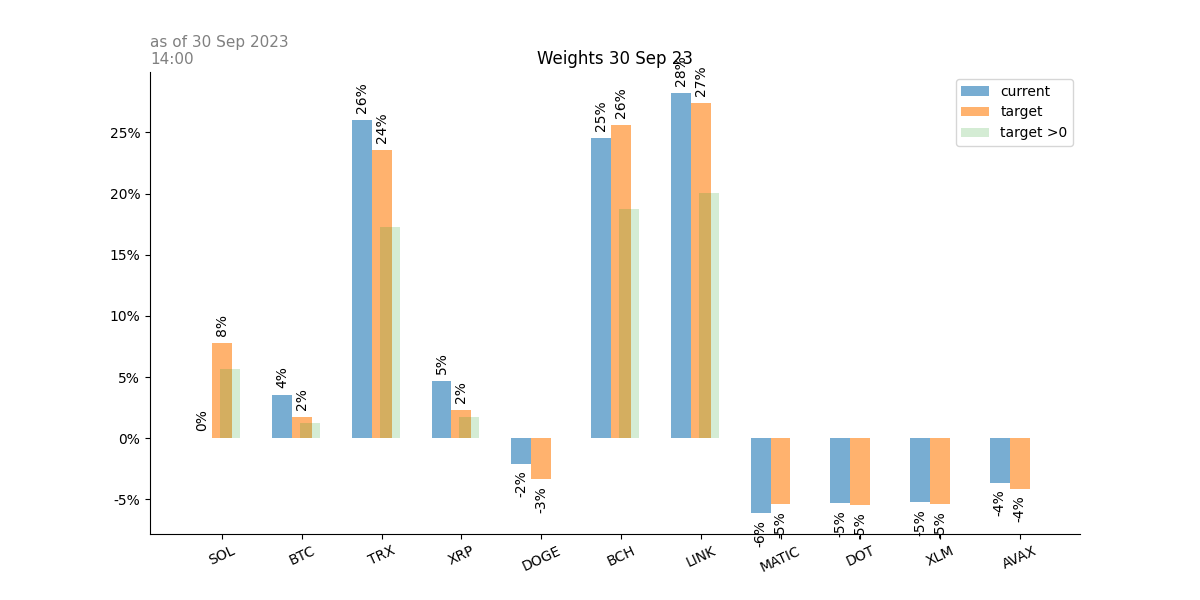 as of 30 Sep 2023
14:00
Weights 30 Sep 23
current
target
target >0
25%
20%
15%
10%
5%
0%
-5%
0%
8%
4%
2%
26%
24%
5%
2%
-2%
-3%
25%
26%
28%
27%
-6%
-5%
-5%
-5%
-5%
-5%
-4%
-4%
SOL
BTC
TRX
XRP
DOGE
BCH
LINK
MATIC
DOT
XLM
AVAX